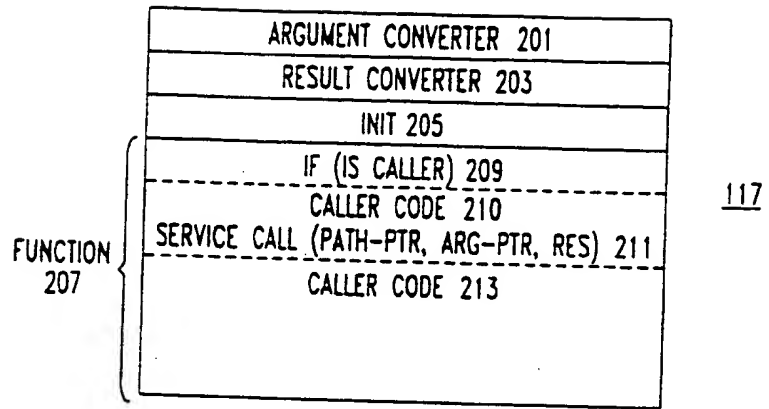 ARGUMENT CONVERTER 201
RESULT CONVERTER 203
INIT 205
IF (IS CALLER) 209
117
CALLER CODE 210
SERVICE CALL (PATH-PTR, ARG-PTR, RES) 211
FUNCTION
207
CALLER CODE 213